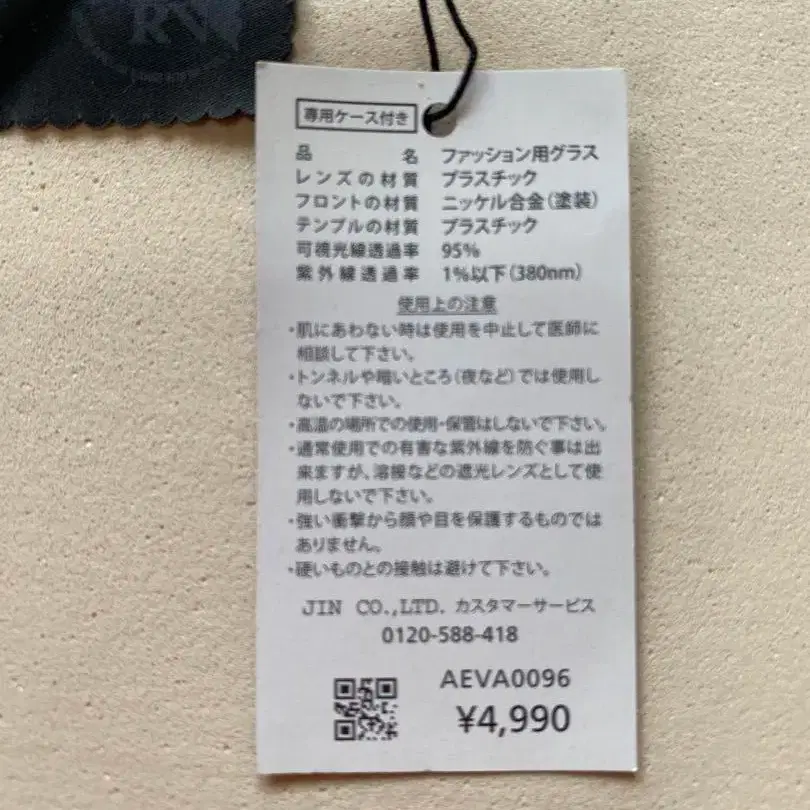 RV
専用ケース付き
品 名 ファッション用グラス
レンズの材質 プラスチック
フロントの材質 ニッケル合金(塗装)
テンプルの材質 プラスチック
可視光線透過率 95%
紫外線透過率 1%以下(380nm)
使用上の注意
・肌にあわない時は使用を中止して医師に
相談して下さい。
・トンネルや暗いところ(夜など)では使用し
ないで下さい。
・高温の場所での使用・保管はしないで下さい。
・通常使用での有害な紫外線を防ぐ事は出
来ますが、溶接などの遮光レンズとして使
用しないで下さい。
・強い衝撃から顔や目を保護するものでは
ありません。
・硬いものとの接触は避けて下さい。
JIN CO.,LTD. カスタマーサービス
0120-588-418
AEVA0096
¥4,990